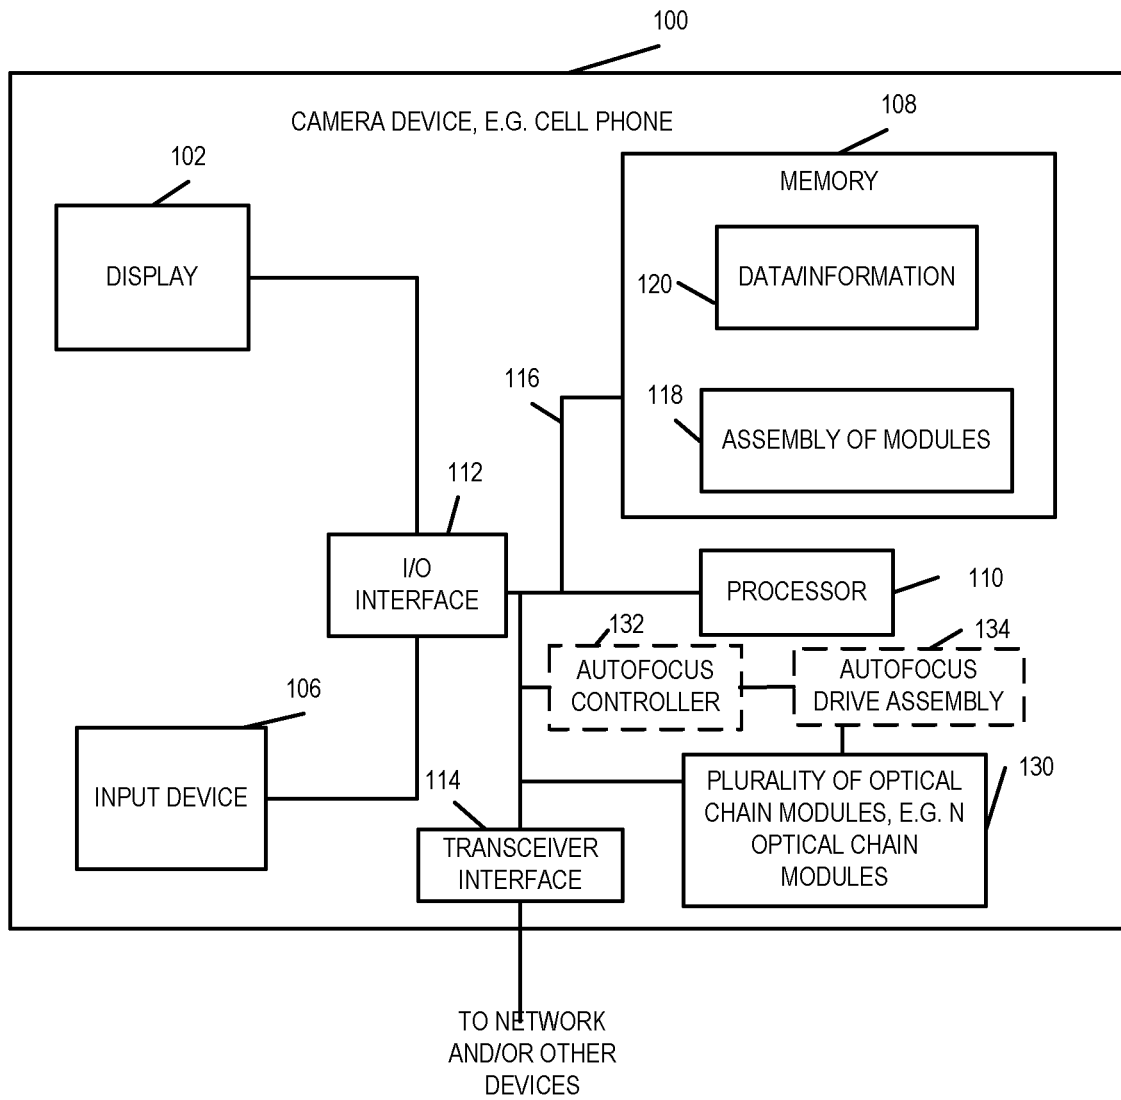 100
CAMERA DEVICE, E.G. CELL PHONE
108
102
MEMORY
DISPLAY
DATA/INFORMATION
120
116
118
ASSEMBLY OF MODULES
112
I/O
INTERFACE
PROCESSOR
110
132
134
AUTOFOCUS
CONTROLLER
AUTOFOCUS
DRIVE ASSEMBLY
106
INPUT DEVICE
114
TRANSCEIVER
INTERFACE
PLURALITY OF OPTICAL
CHAIN MODULES, E.G. N
OPTICAL CHAIN
MODULES
130
TO NETWORK
AND/OR OTHER
DEVICES